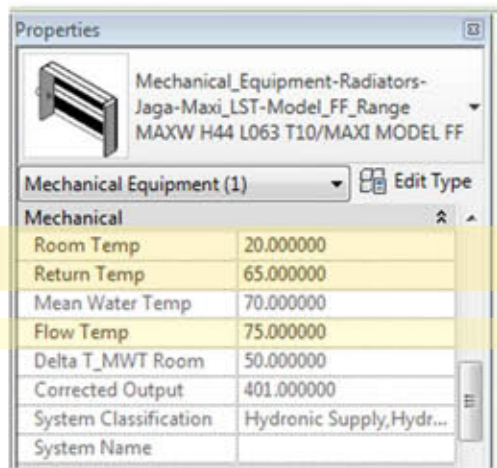 Properties
Mechanical_Equipment-Radiators-
Jaga-Maxi_LST-Model_FF_Range
MAXW H44 L063 T10/MAXI MODEL FF
Mechanical Equipment (1) Edit Type
Mechanical
Room Temp 20.000000
Return Temp 65.000000
Mean Water Temp 70.000000
Flow Temp 75.000000
Delta T_MWT Room 50.000000
Corrected Output 401.000000
System Classification Hydronic Supply,Hydr...
System Name